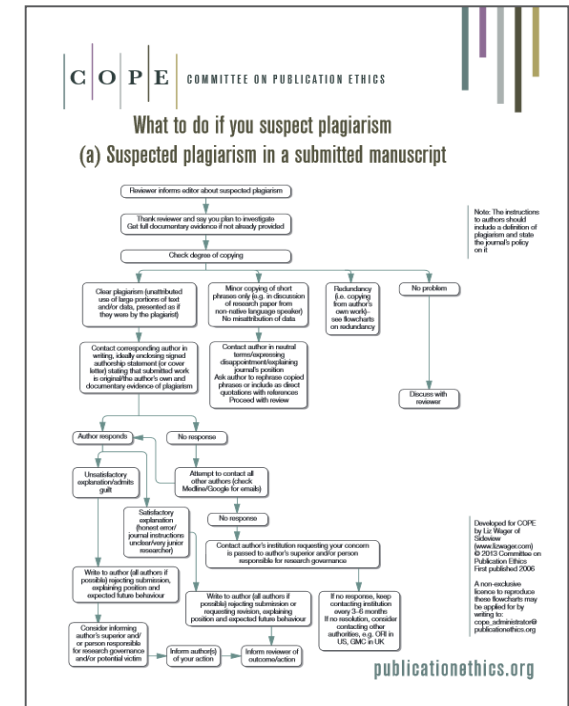 COPE COMMITTEE ON PUBLICATION ETHICS
What to do if you suspect plagiarism
(a) Suspected plagiarism in a submitted manuscript
Reviewer informs editor about suspected plagiarism
Thank reviewer and say you plan to investigate
Get full documentary evidence if not already provided
Check degree of copying
Note: The instructions
to authors should
include a definition of
plagiarism and state
the journal's policy
on it
Clear plagiarism (unattributed
use of large portions of text
and/or data, presented as if
they were by the plagiarist)
Minor copying of short
phrases only (e.g. in discussion
of research paper from
non-native language speaker)
No misattribution of data
Redundancy
(i.e. copying
from author's
own work)–
see flowcharts
on redundancy
No problem
Contact corresponding author in
writing, ideally enclosing signed
authorship statement (or cover
letter) stating that submitted work
is original/the author's own and
documentary evidence of plagiarism
Contact author in neutral
terms/expressing
disappointment/explaining
journal's position
Ask author to rephrase copied
phrases or include as direct
quotations with references
Proceed with review
Discuss with
reviewer
Author responds
No response
Unsatisfactory
explanation/admits
guilt
Attempt to contact all
other authors (check
Medline/Google for emails)
Satisfactory
explanation
(honest error/
journal instructions
unclear/very junior
researcher)
No response
Contact author's institution requesting your concern
is passed to author's superior and/or person
responsible for research governance
Write to author (all authors if
possible) rejecting submission,
explaining position and
expected future behaviour
Write to author (all authors if
possible) rejecting submission or
requesting revision, explaining
position and expected future behaviour
If no response, keep
contacting institution
every 3–6 months
If no resolution, consider
contacting other
authorities, e.g. ORI in
US, GMC in UK
Consider informing
author's superior and/
or person responsible
for research governance
and/or potential victim
Inform author(s)
of your action
Inform reviewer of
outcome/action
Developed for COPE
by Liz Wager of
Sideview
(www.lizwager.com)
© 2013 Committee on
Publication Ethics
First published 2006
A non-exclusive
licence to reproduce
these flowcharts may
be applied for by
writing to:
cope_administrator@
publicationethics.org
publicationethics.org